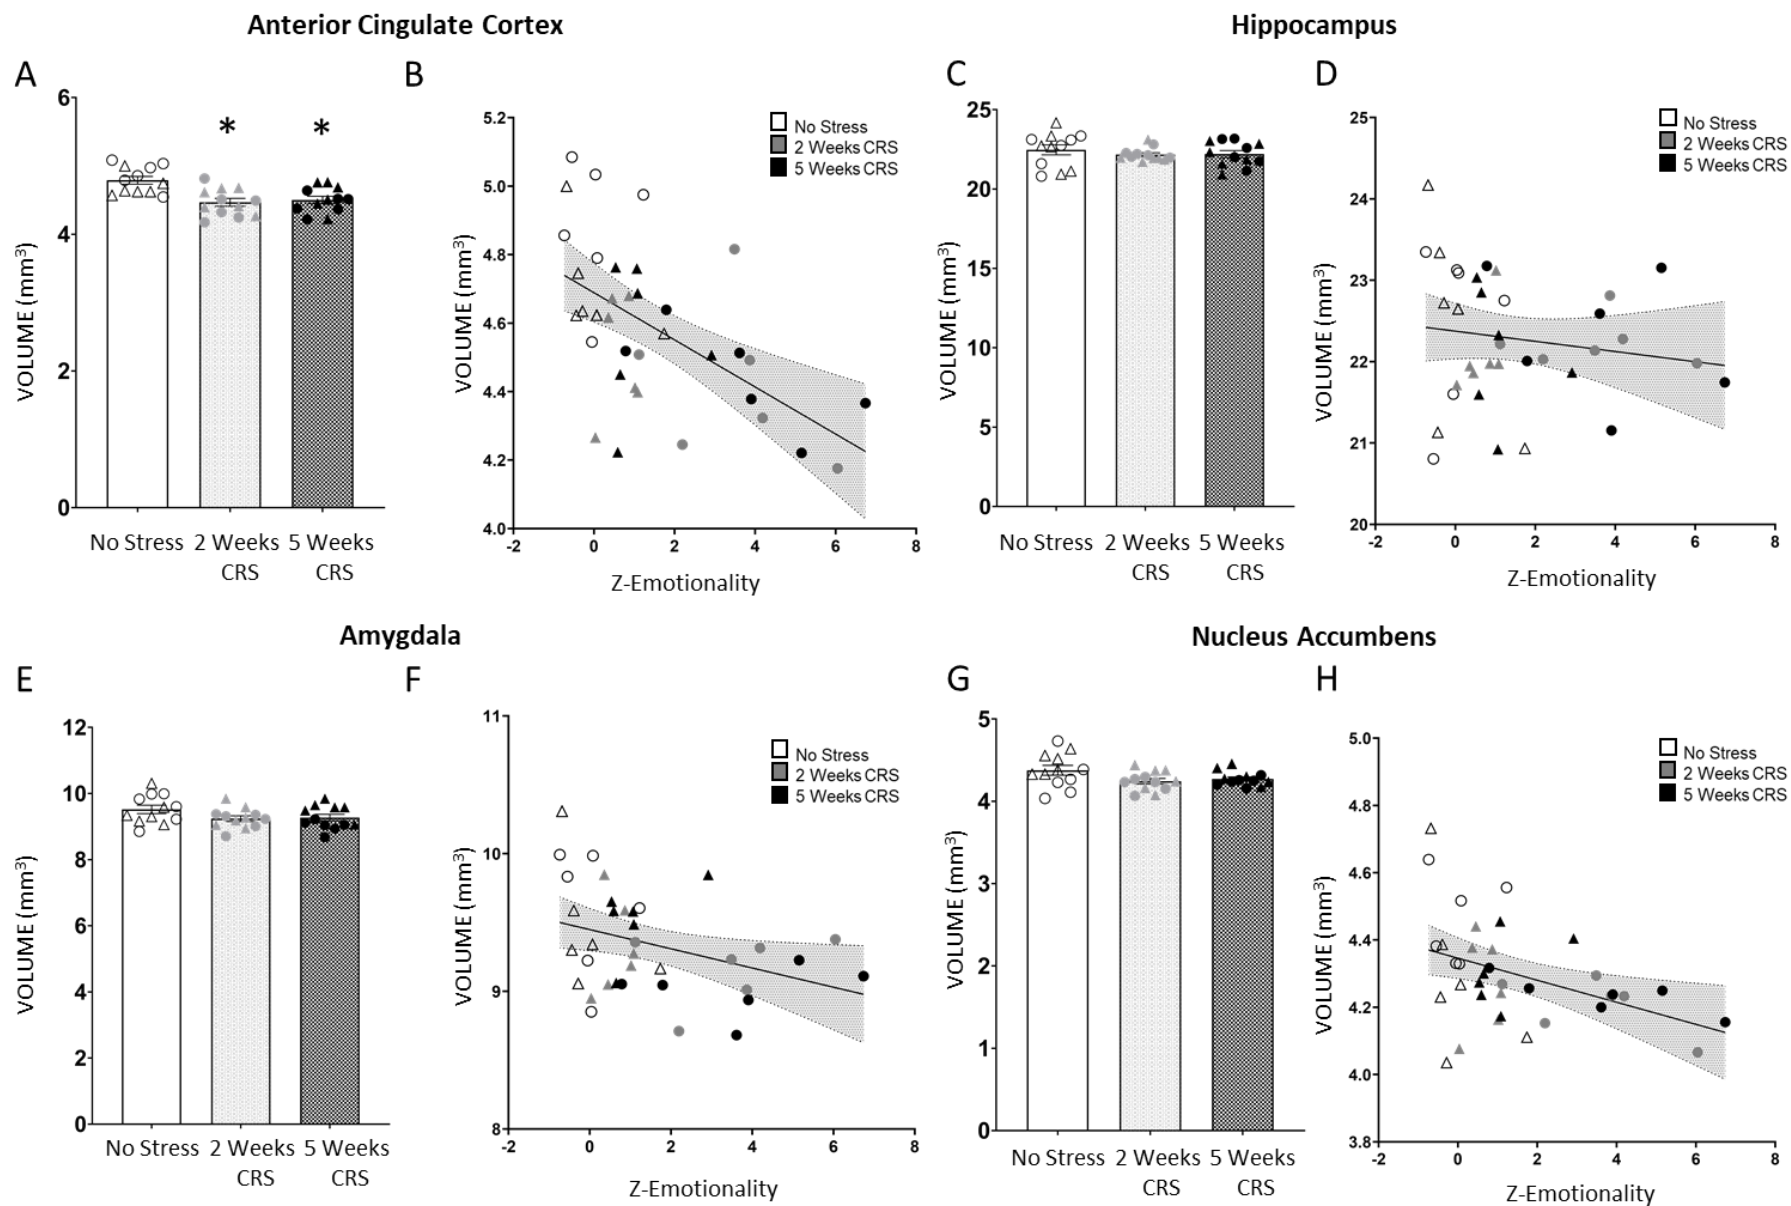 Anterior Cingulate Cortex
Hippocampus
A
B
C
D
VOLUME (mm³)
6
4
2
0
*
*
No Stress 2 Weeks 5 Weeks
CRS CRS
VOLUME (mm³)
5.2
5.0
4.8
4.6
4.4
4.2
4.0
-2 0 2 4 6 8
Z-Emotionality
No Stress
2 Weeks CRS
5 Weeks CRS
VOLUME (mm³)
25
20
15
10
5
0
No Stress 2 Weeks 5 Weeks
CRS CRS
VOLUME (mm³)
25
24
23
22
21
20
-2 0 2 4 6 8
Z-Emotionality
No Stress
2 Weeks CRS
5 Weeks CRS
Amygdala
Nucleus Accumbens
E
F
G
H
VOLUME (mm³)
12
10
8
6
4
2
0
No Stress 2 Weeks 5 Weeks
CRS CRS
VOLUME (mm³)
11
10
9
8
-2 0 2 4 6 8
Z-Emotionality
No Stress
2 Weeks CRS
5 Weeks CRS
VOLUME (mm³)
5
4
3
2
1
0
No Stress 2 Weeks 5 Weeks
CRS CRS
VOLUME (mm³)
5.0
4.8
4.6
4.4
4.2
4.0
3.8
-2 0 2 4 6 8
Z-Emotionality
No Stress
2 Weeks CRS
5 Weeks CRS